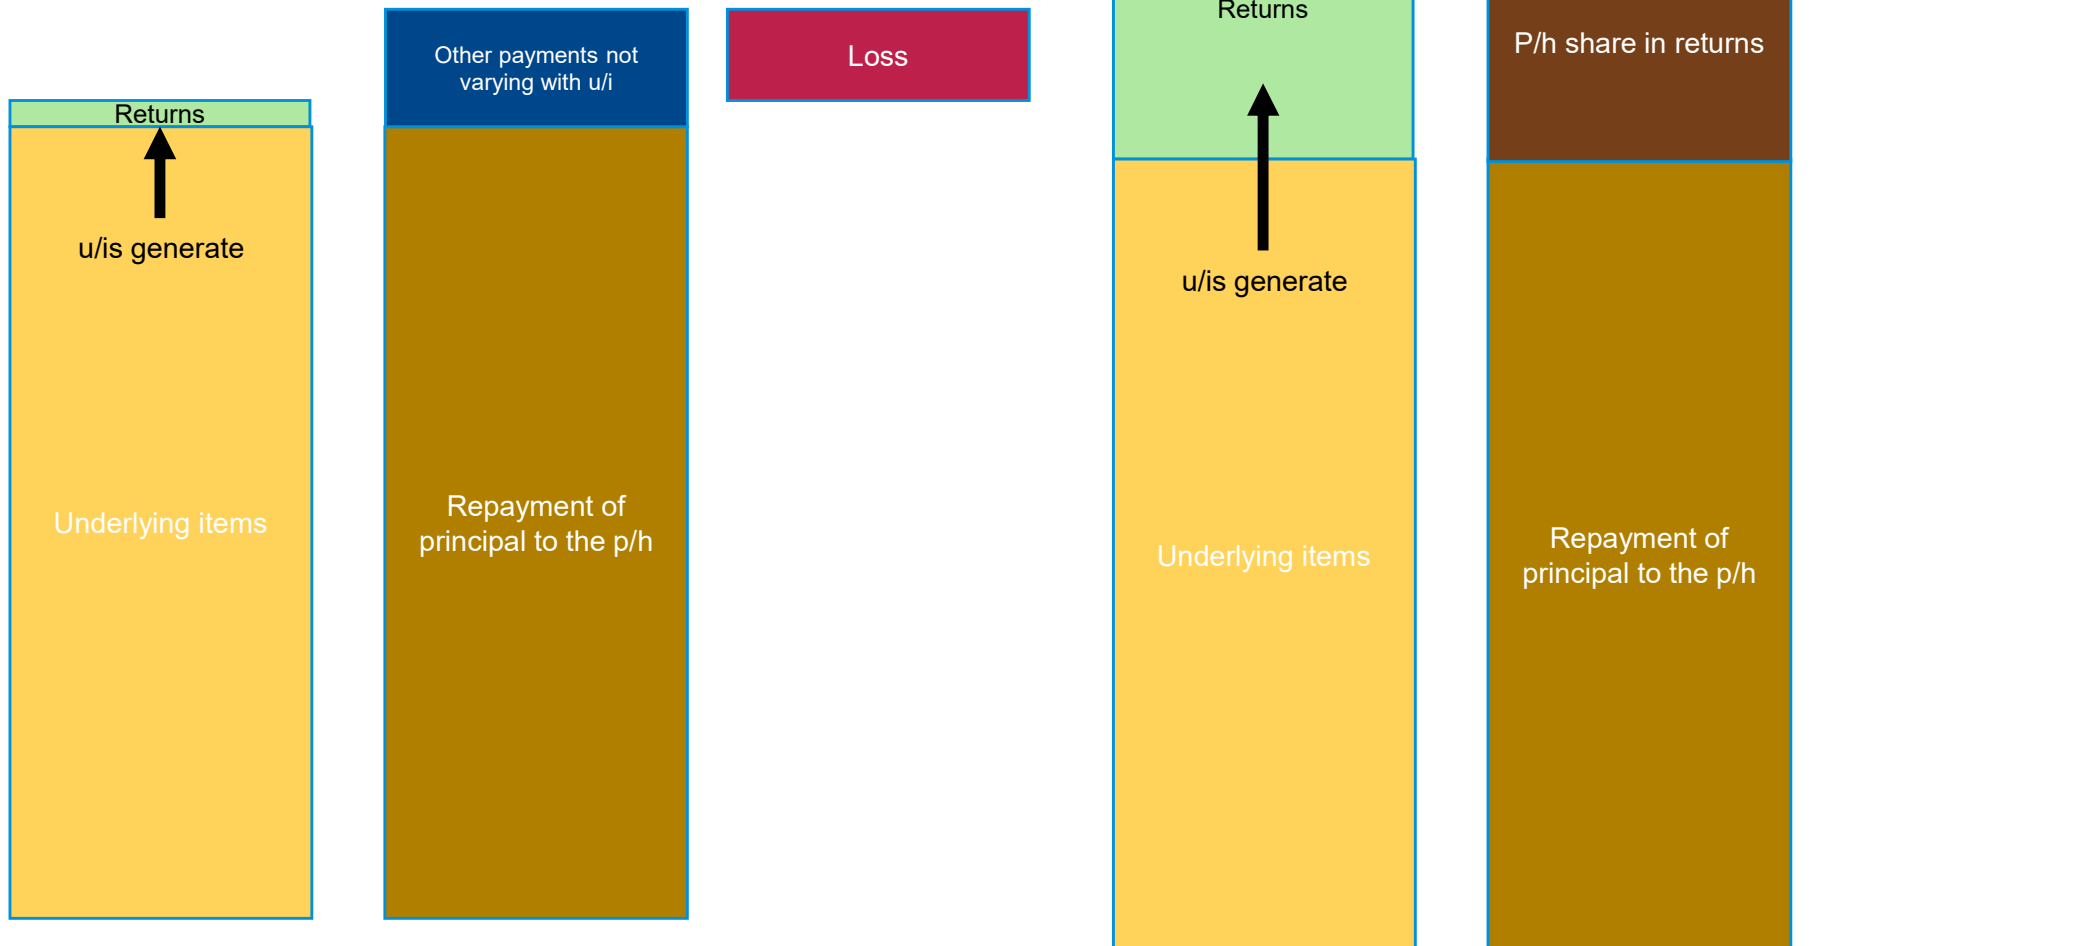 Returns
u/is generate
Underlying items
Other payments not
varying with u/i
Repayment of
principal to the p/h
Loss
Returns
u/is generate
Underlying items
P/h share in returns
Repayment of
principal to the p/h